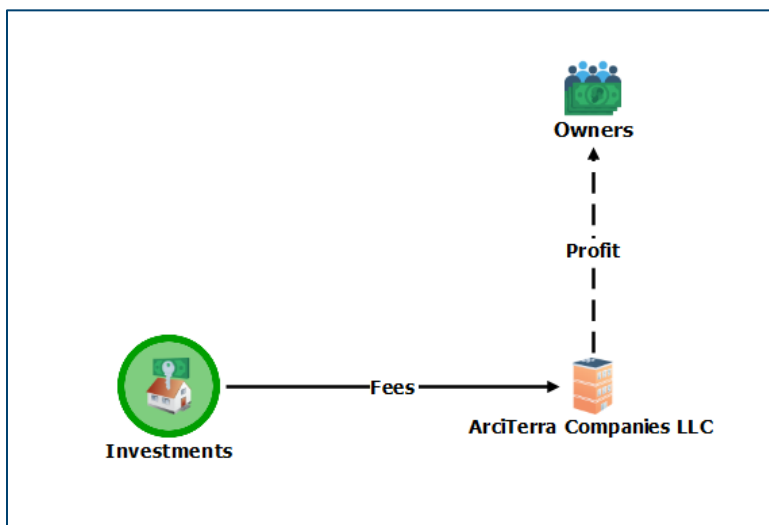 Owners
Profit
Fees
ArciTerra Companies LLC
Investments